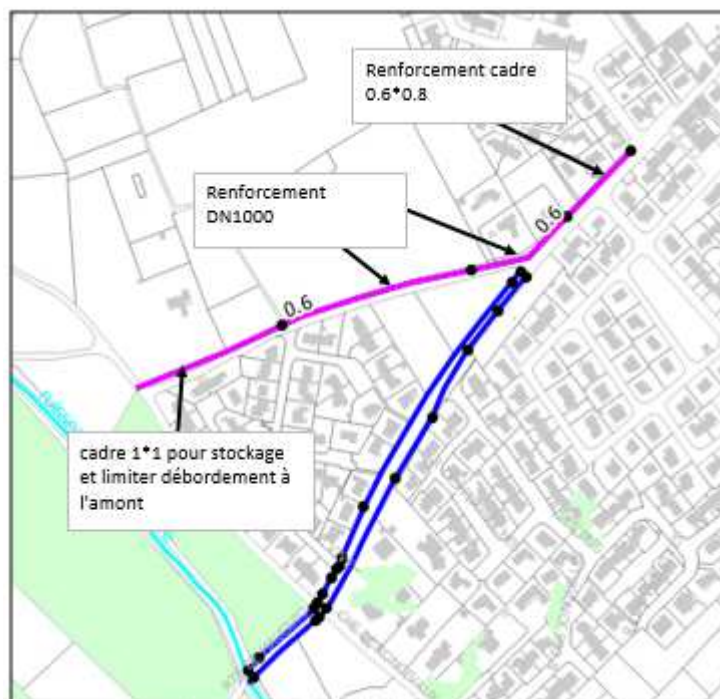 Renforcement cadre
0.6*0.8
Renforcement
DN1000
0.6
0.6
cadre 1*1 pour stockage
et limiter débordement à
l'amont